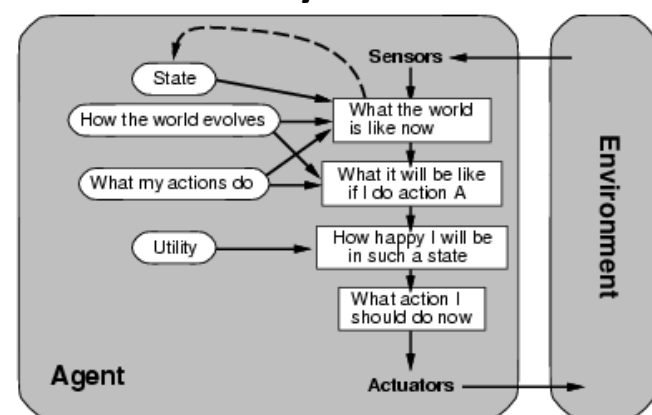 Sensors
State
What the world
is like now
How the world evolves
What it will be like
if I do action A
What my actions do
How happy I will be
in such a state
Utility
What action I
should do now
Agent
Actuators
Environment